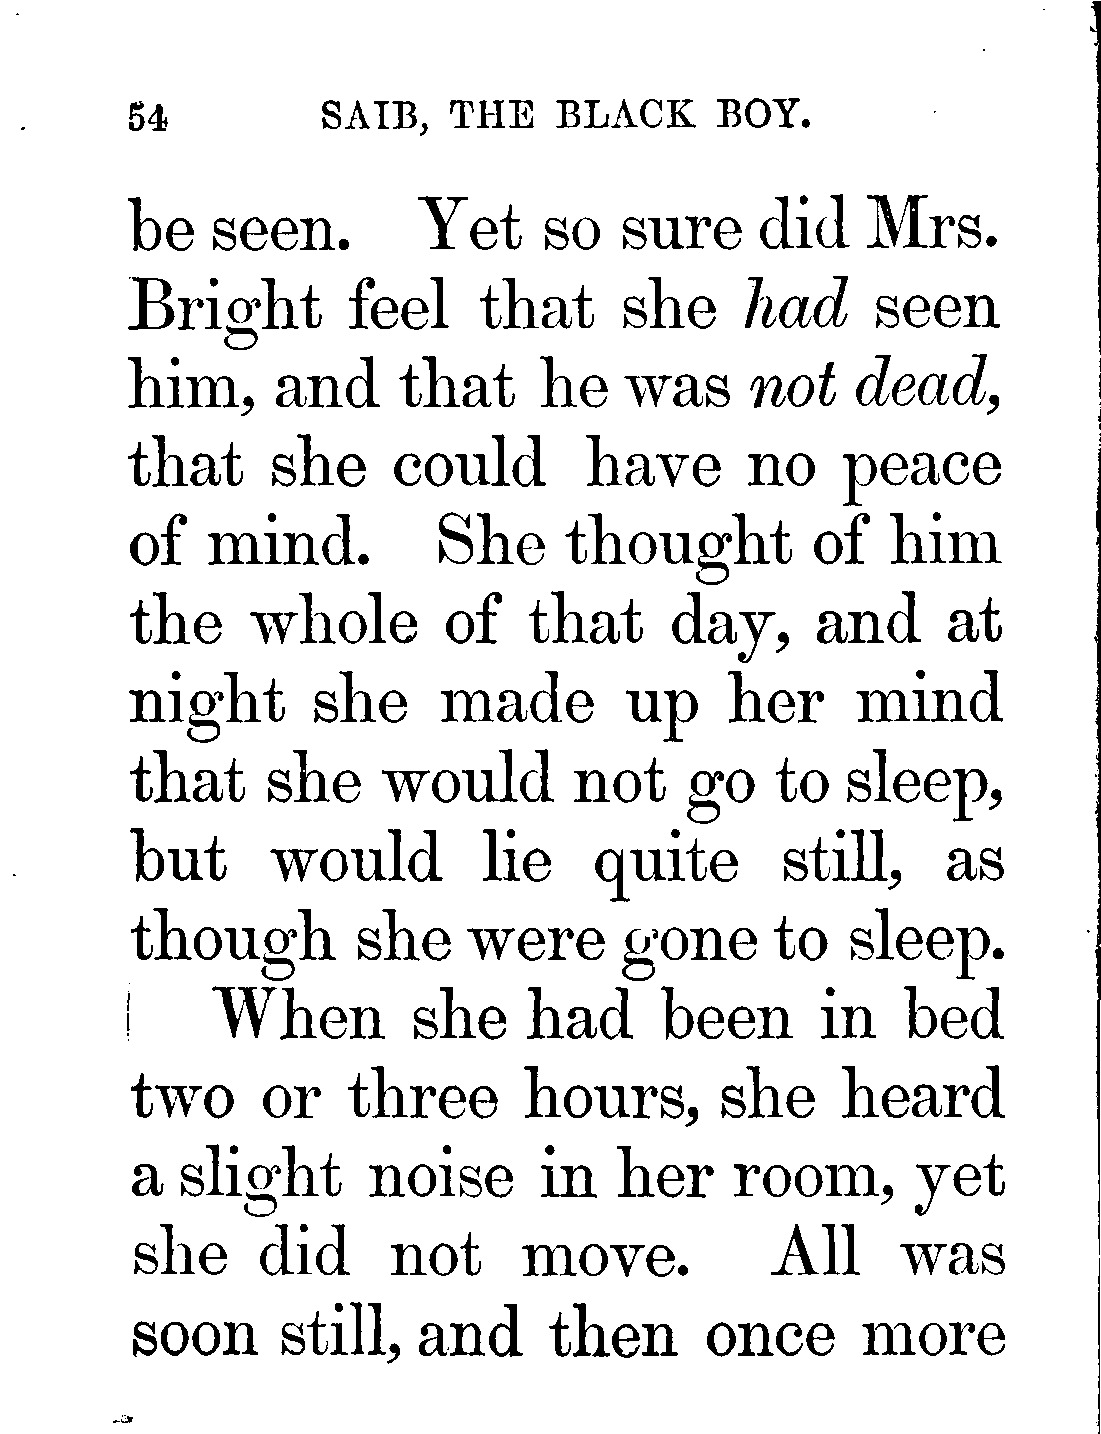 54 SAIB, THE BLACK BOY.
be seen. Yet so sure did Mrs.
Bright feel that she had seen
him, and that he was not dead,
that she could have no peace
of mind. She thought of him
the whole of that day, and at
night she made up her mind
that she would not go to sleep,
but would lie quite still, as
though she were gone to sleep.
When she had been in bed
two or three hours, she heard
a slight noise in her room, yet
she did not move. All was
soon still, and then once more